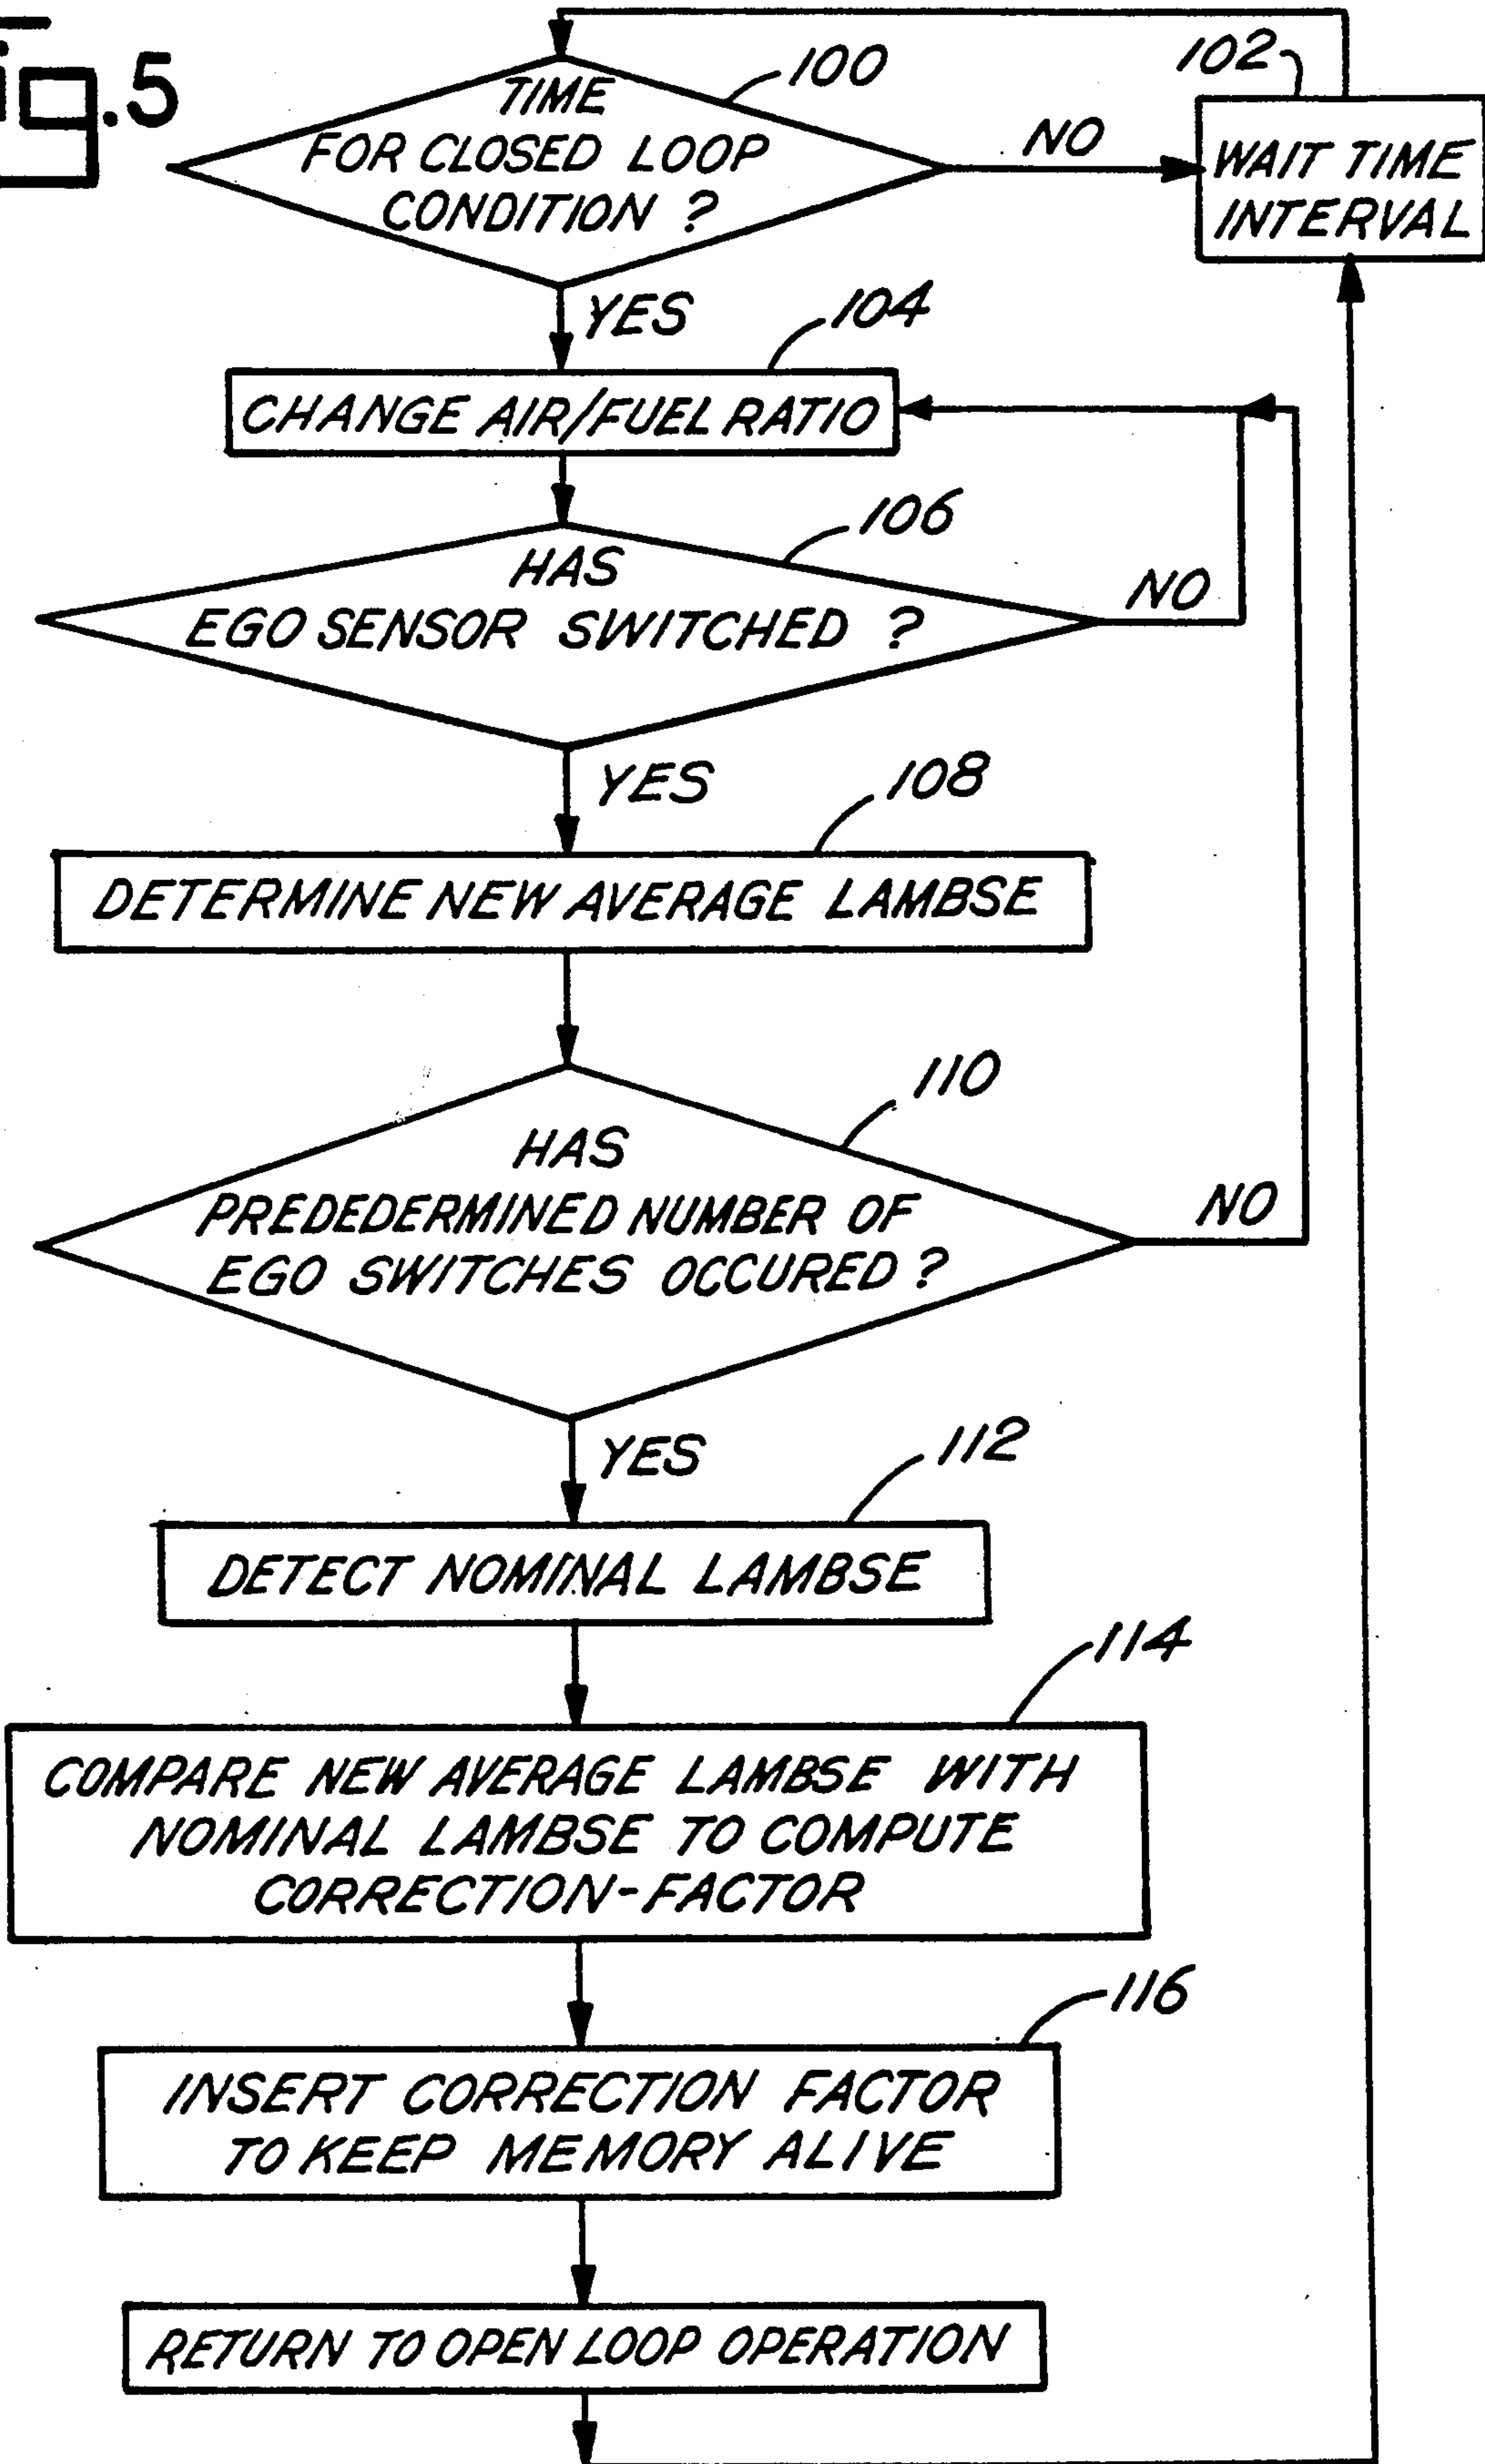 Fig.5
TIME
FOR CLOSED LOOP
CONDITION ?
100
102
NO
WAIT TIME
INTERVAL
YES
104
CHANGE AIR/FUEL RATIO
106
HAS
EGO SENSOR SWITCHED ?
NO
YES
108
DETERMINE NEW AVERAGE LAMBSE
110
HAS
PREDEDERMINED NUMBER OF
EGO SWITCHES OCCURED ?
NO
YES
112
DETECT NOMINAL LAMBSE
114
COMPARE NEW AVERAGE LAMBSE WITH
NOMINAL LAMBSE TO COMPUTE
CORRECTION-FACTOR
116
INSERT CORRECTION FACTOR
TO KEEP MEMORY ALIVE
RETURN TO OPEN LOOP OPERATION